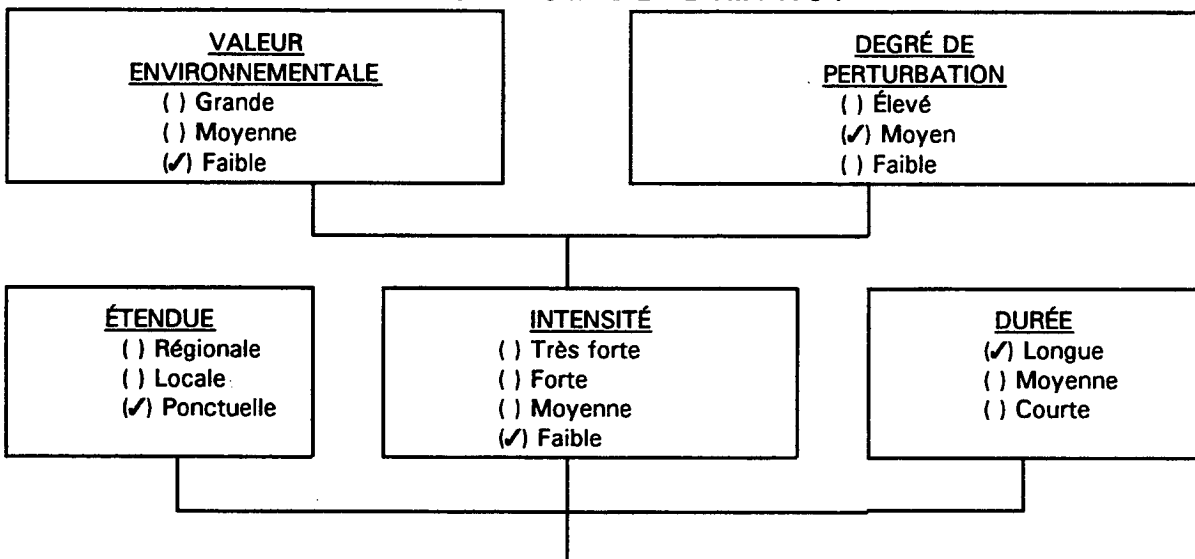 VALEUR
ENVIRONNEMENTALE
( ) Grande
( ) Moyenne
(✓) Faible
DEGRÉ DE
PERTURBATION
( ) Élevé
(✓) Moyen
( ) Faible
ÉTENDUE
( ) Régionale
( ) Locale
(✓) Ponctuelle
INTENSITÉ
( ) Très forte
( ) Forte
( ) Moyenne
(✓) Faible
DURÉE
(✓) Longue
( ) Moyenne
( ) Courte